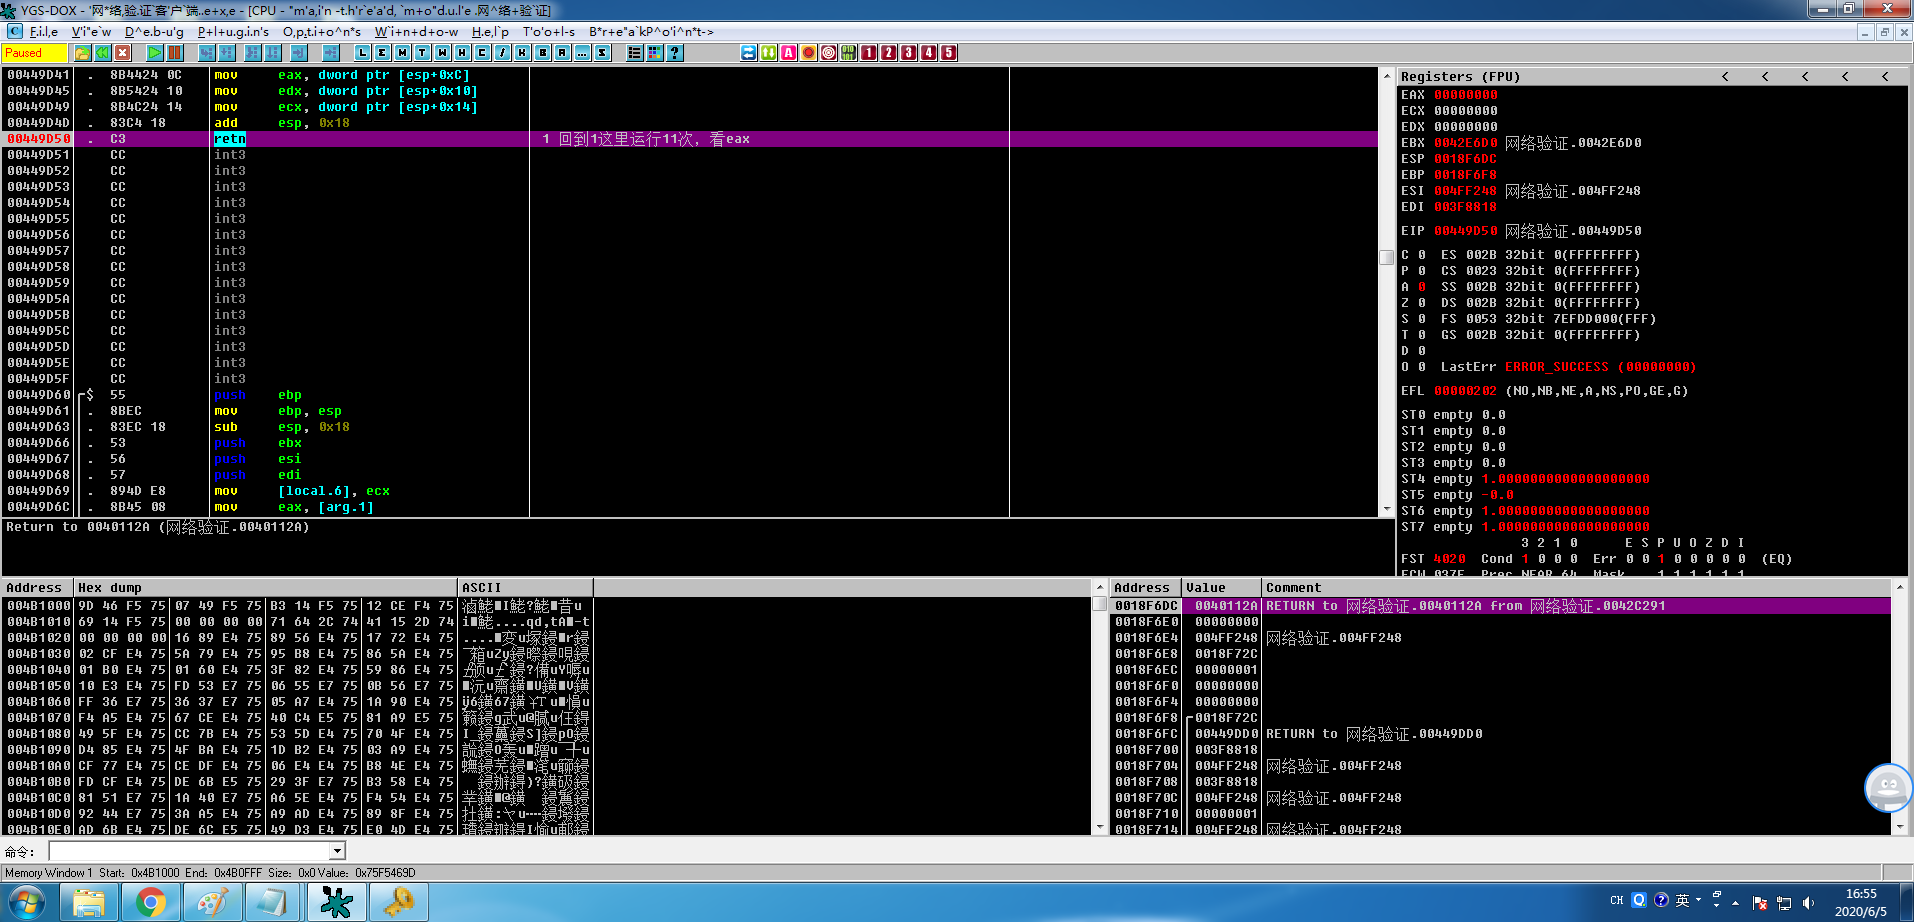 YGS-DOX - '网*络,验.证`客'户`端..e+x,e - [CPU - "m'a,i'n -t.h'r`e'a'd, `m+o"d.u.l'e .网^络+验`证]
F.i.l,e V'i"e`w D^e.b-u'g P+l+u.g.i.n's O,p,t.i+o^n*s W`i+n+d+o-w H.e,l`p T'o'o+l-s B*r+e"a`kP^o'i^n*t->
Paused L E M T W H C / K B R ... S ? 1 2 3 4 5
00449D41 . 8B4424 0C mov eax, dword ptr [esp+0xC]
00449D45 . 8B5424 10 mov edx, dword ptr [esp+0x10]
00449D49 . 8B4C24 14 mov ecx, dword ptr [esp+0x14]
00449D4D . 83C4 18 add esp, 0x18
00449D50 . C3 retn 1 回到1这里运行11次，看eax
00449D51 CC int3
00449D52 CC int3
00449D53 CC int3
00449D54 CC int3
00449D55 CC int3
00449D56 CC int3
00449D57 CC int3
00449D58 CC int3
00449D59 CC int3
00449D5A CC int3
00449D5B CC int3
00449D5C CC int3
00449D5D CC int3
00449D5E CC int3
00449D5F CC int3
00449D60 $ 55 push ebp
00449D61 . 8BEC mov ebp, esp
00449D63 . 83EC 18 sub esp, 0x18
00449D66 . 53 push ebx
00449D67 . 56 push esi
00449D68 . 57 push edi
00449D69 . 894D E8 mov [local.6], ecx
00449D6C . 8B45 08 mov eax, [arg.1]
Return to 0040112A (网络验证.0040112A)
Registers (FPU) < < < < <
EAX 00000000
ECX 00000000
EDX 00000000
EBX 0042E6D0 网络验证.0042E6D0
ESP 0018F6DC
EBP 0018F6F8
ESI 004FF248 网络验证.004FF248
EDI 003F8818
EIP 00449D50 网络验证.00449D50
C 0 ES 002B 32bit 0(FFFFFFFF)
P 0 CS 0023 32bit 0(FFFFFFFF)
A 0 SS 002B 32bit 0(FFFFFFFF)
Z 0 DS 002B 32bit 0(FFFFFFFF)
S 0 FS 0053 32bit 7EFDD000(FFF)
T 0 GS 002B 32bit 0(FFFFFFFF)
D 0
O 0 LastErr ERROR_SUCCESS (00000000)
EFL 00000202 (NO,NB,NE,A,NS,PO,GE,G)
ST0 empty 0.0
ST1 empty 0.0
ST2 empty 0.0
ST3 empty 0.0
ST4 empty 1.0000000000000000000
ST5 empty -0.0
ST6 empty 1.0000000000000000000
ST7 empty 1.0000000000000000000
3 2 1 0 E S P U O Z D I
FST 4020 Cond 1 0 0 0 Err 0 0 1 0 0 0 0 0 (EQ)
Address Hex dump ASCII
004B1000 9D 46 F5 75 07 49 F5 75 B3 14 F5 75 12 CE F4 75
004B1010 69 14 F5 75 00 00 00 00 71 64 2C 74 41 15 2D 74
004B1020 00 00 00 00 16 89 E4 75 89 56 E4 75 17 72 E4 75
004B1030 02 CF E4 75 5A 79 E4 75 95 B8 E4 75 86 5A E4 75
004B1040 01 B0 E4 75 01 60 E4 75 3F 82 E4 75 59 86 E4 75
004B1050 10 E3 E4 75 FD 53 E7 75 06 55 E7 75 0B 56 E7 75
004B1060 FF 36 E7 75 36 37 E7 75 05 A7 E4 75 1A 90 E4 75
004B1070 F4 A5 E4 75 67 CE E4 75 40 C4 E5 75 81 A9 E5 75
004B1080 49 5F E4 75 CC 7B E4 75 53 5D E4 75 70 4F E4 75
004B1090 D4 85 E4 75 4F BA E4 75 1D B2 E4 75 03 A9 E4 75
004B10A0 CF 77 E4 75 CE DF E4 75 06 E4 E4 75 B8 4E E4 75
004B10B0 FD CF E4 75 DE 6B E5 75 29 3F E7 75 B3 58 E4 75
004B10C0 81 51 E7 75 1A 40 E7 75 A6 5E E4 75 F4 54 E4 75
004B10D0 92 44 E7 75 3A A5 E4 75 A9 AD E4 75 89 8F E4 75
004B10E0 AD 6B E4 75 DE 6C E5 75 49 D3 E4 75 E0 4D E4 75
Address Value Comment
0018F6DC 0040112A RETURN to 网络验证.0040112A from 网络验证.0042C291
0018F6E0 00000000
0018F6E4 004FF248 网络验证.004FF248
0018F6E8 0018F72C
0018F6EC 00000001
0018F6F0 00000000
0018F6F4 00000000
0018F6F8 0018F72C
0018F6FC 00449DD0 RETURN to 网络验证.00449DD0
0018F700 003F8818
0018F704 004FF248 网络验证.004FF248
0018F708 003F8818
0018F70C 004FF248 网络验证.004FF248
0018F710 00000001
0018F714 004FF248 网络验证.004FF248
命令:
Memory Window 1 Start: 0x4B1000 End: 0x4B0FFF Size: 0x0 Value: 0x75F5469D
CH 英 16:55
2020/6/5